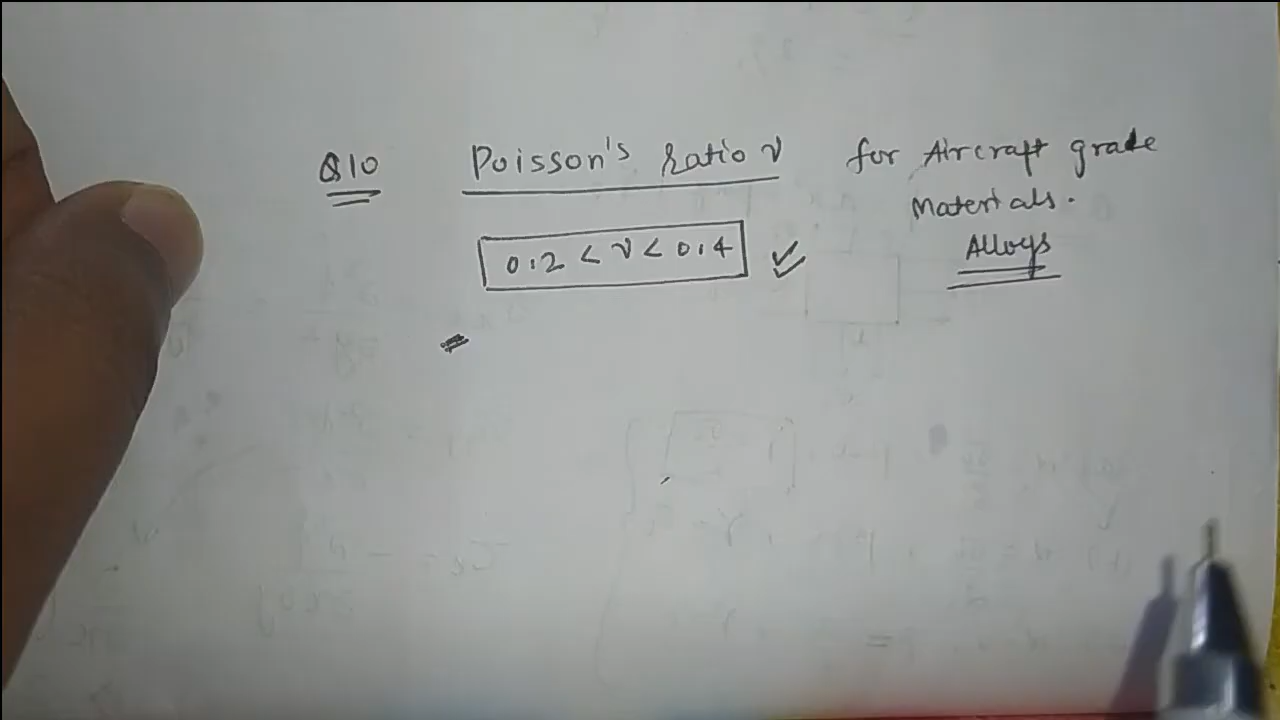 Q10 Poisson's ratio ν for Aircraft grade
Materials.
0.2 < ν < 0.4 ✓
Alloys